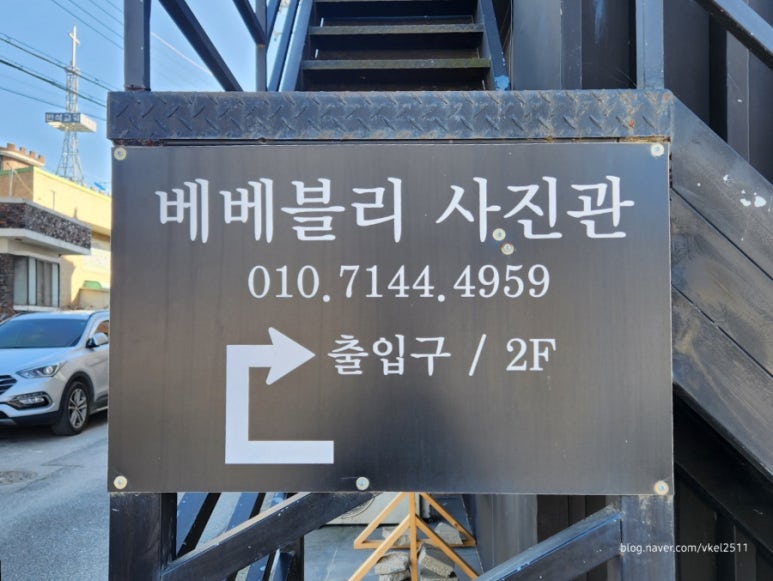 베베블리 사진관
010.7144.4959
출입구 / 2F
blog.naver.com/vkel2511